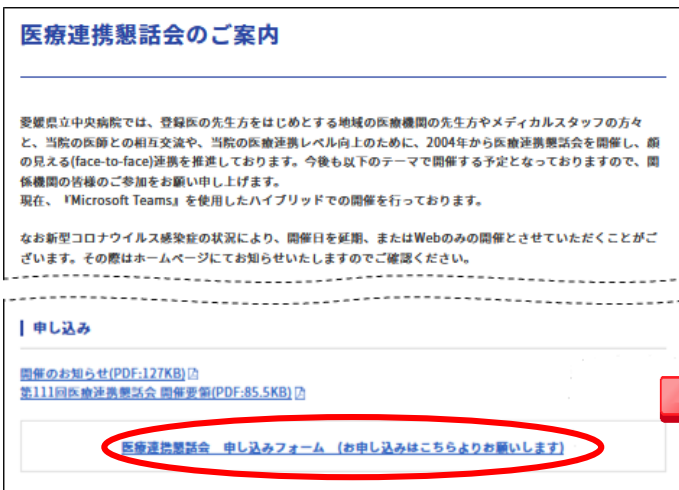 医療連携懇話会のご案内
愛媛県立中央病院では、登録医の先生方をはじめとする地域の医療機関の先生方やメディカルスタッフの方々
と、当院の医師との相互交流や、当院の医療連携レベル向上のために、2004年から医療連携懇話会を開催し、顔
の見える(face-to-face)連携を推進しております。今後も以下のテーマで開催する予定となっておりますので、関
係機関の皆様のご参加をお願い申し上げます。
現在、『Microsoft Teams』を使用したハイブリッドでの開催を行っております。
なお新型コロナウイルス感染症の状況により、開催日を延期、またはWebのみの開催とさせていただくことがご
ざいます。その際はホームページにてお知らせいたしますのでご確認ください。
申し込み
開催のお知らせ(PDF:127KB)
第111回医療連携懇話会 開催要領(PDF:85.5KB)
医療連携懇話会　申し込みフォーム　(お申し込みはこちらよりお願いします)